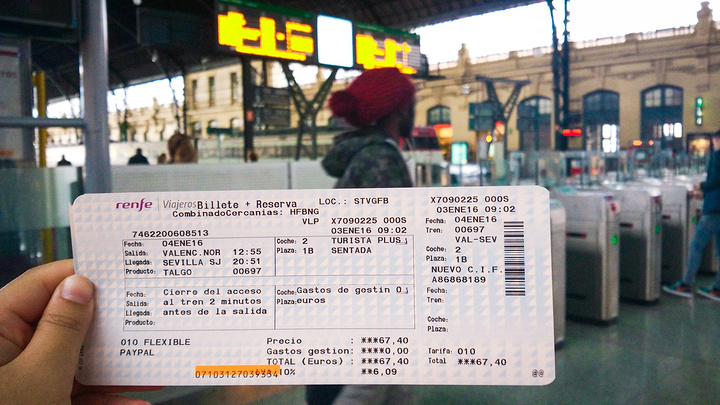 renfe Viajeros Billete + Reserva LOC.: STVGFB
CombinadoCercanias: HFBNG
VLP X7090225 000S
7462200608513 03ENE16 09:02
Fecha: 04ENE16 Coche: 2 TURISTA PLUS¡
Salida: VALENC.NOR 12:55 Plaza: 1B SENTADA
Llegada: SEVILLA SJ 20:51
Producto: TALGO 00697
Fecha: Cierre del acceso Coche: Gastos de gestin 0¡
Salida: al tren 2 minutos Plaza: euros
Llegada: antes de la salida
Producto:
010 FLEXIBLE Precio : ***67,40
PAYPAL Gastos gestion: ****0,00
TOTAL (Euros) : ***67,40
07103127039334 10% : **6,09
X7090225 000S
03ENE16 09:02
Fecha: 04ENE16
Tren: 00697
VAL-SEV
Coche: 2
Plaza: 1B
NUEVO C.I.F.
Fecha: A86868189
Tren:
Coche:
Plaza:
Tarifa: 010
Total ***67,40
@@